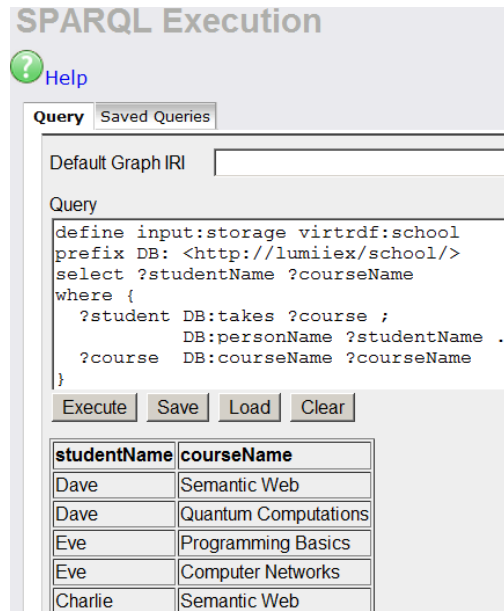 SPARQL Execution
? Help
Query Saved Queries
Default Graph IRI
Query
define input:storage virtrdf:school
prefix DB: <http://lumiiex/school/>
select ?studentName ?courseName
where {
?student DB:takes ?course ;
DB:personName ?studentName .
?course DB:courseName ?courseName
}
Execute Save Load Clear
studentName courseName
Dave Semantic Web
Dave Quantum Computations
Eve Programming Basics
Eve Computer Networks
Charlie Semantic Web